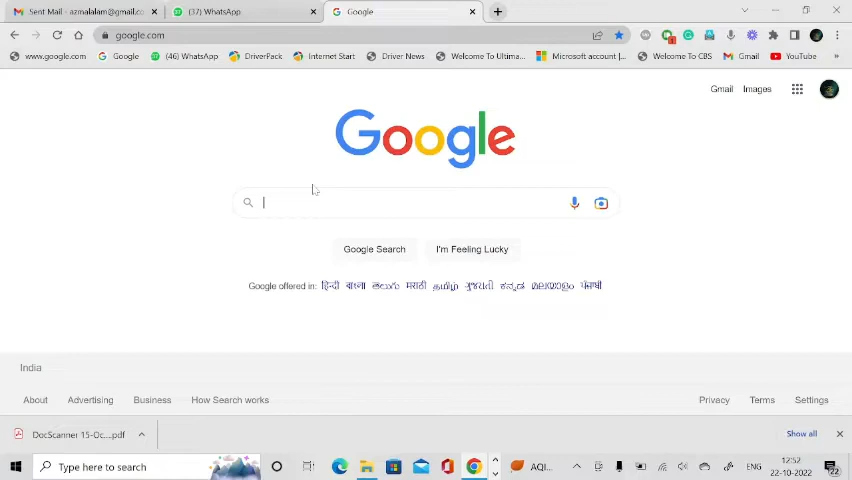 Sent Mail - azmalalam@gmail.co
(37) WhatsApp
Google
google.com
www.google.com
Google
(46) WhatsApp
DriverPack
Internet Start
Driver News
Welcome To Ultima...
Microsoft account |...
Welcome To CBS
Gmail
YouTube
»
Gmail Images
Google
Google Search I'm Feeling Lucky
Google offered in: हिन्दी বাংলা తెలుగు मराठी தமிழ் ગુજરાતી ಕನ್ನಡ മലയാളം ਪੰਜਾਬੀ
India
About Advertising Business How Search works Privacy Terms Settings
DocScanner 15-Oc....pdf Show all
Type here to search
AQI...
ENG
12:52
22-10-2022
22